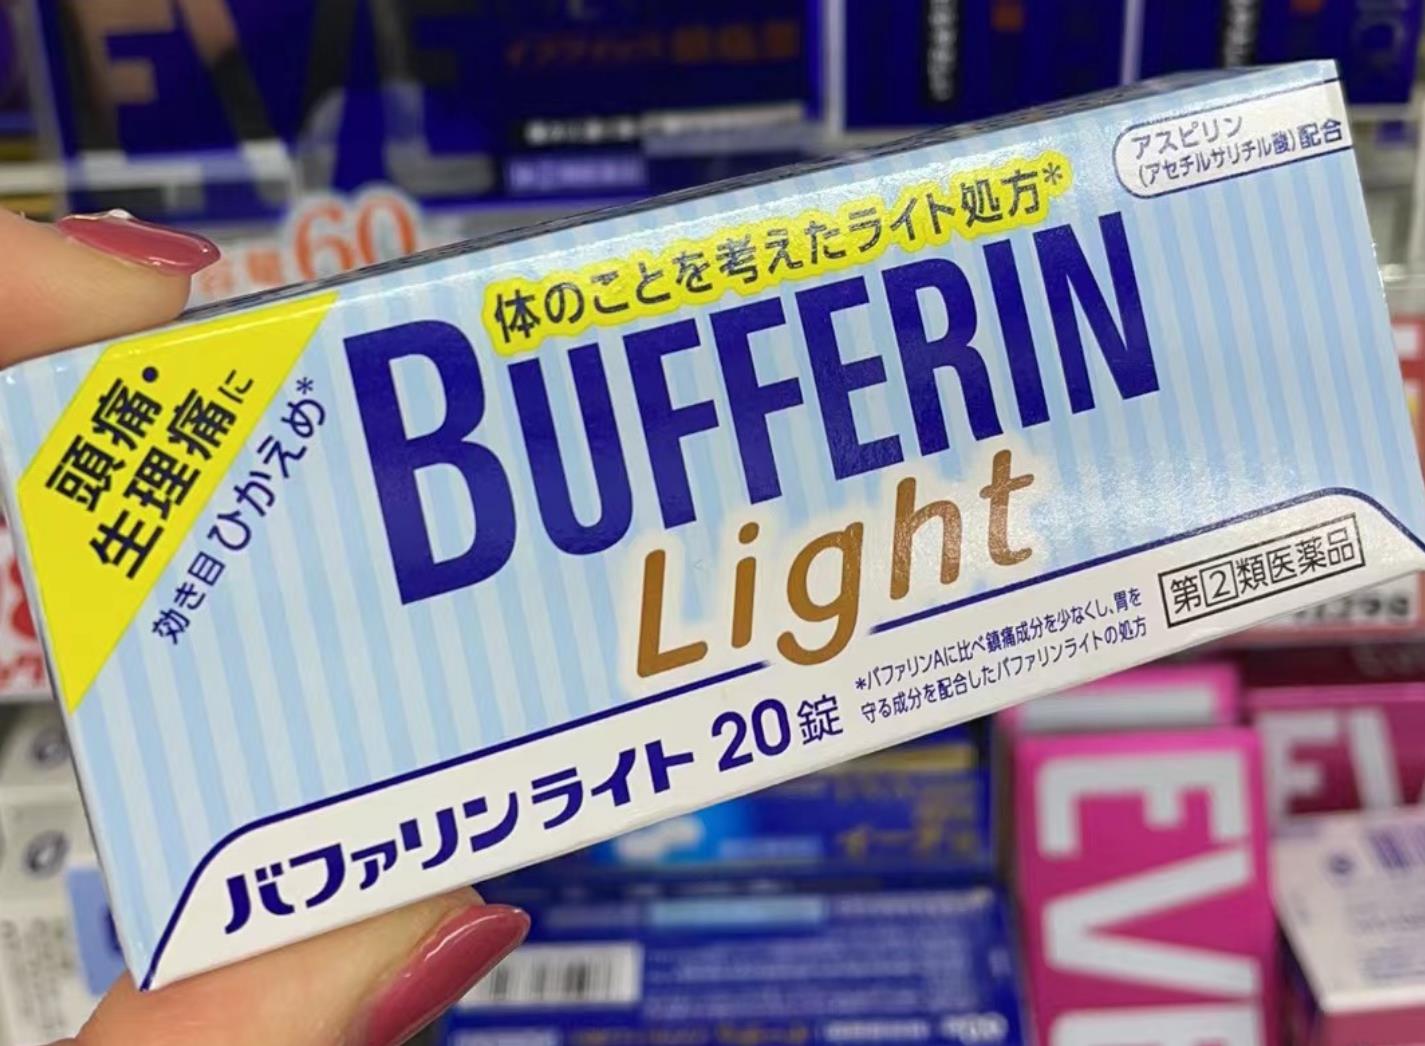 アスピリン
(アセチルサリチル酸)配合
体のことを考えたライト処方*
BUFFERIN
Light
頭痛・
生理痛に
効き目ひかえめ*
第②類医薬品
*バファリンAに比べ鎮痛成分を少なくし、胃を
守る成分を配合したバファリンライトの処方
バファリンライト 20錠
EVE
60
EVE